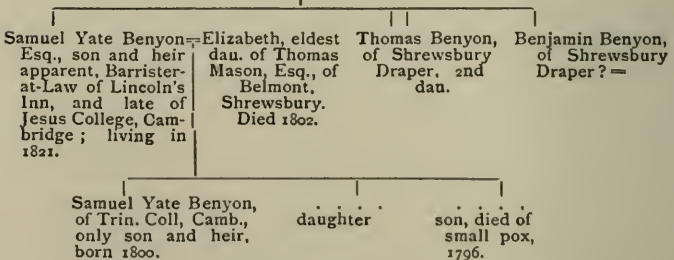 Samuel Yate Benyon=
Esq., son and heir
apparent, Barrister-
at-Law of Lincoln's
Inn, and late of
Jesus College, Cam-
bridge ; living in
1821.
Elizabeth, eldest
dau. of Thomas
Mason, Esq., of
Belmont,
Shrewsbury.
Died 1802.
Thomas Benyon,
of Shrewsbury
Draper, 2nd
dau.
Benjamin Benyon,
of Shrewsbury
Draper ? =
Samuel Yate Benyon,
of Trin. Coll, Camb.,
only son and heir,
born 1800.
. . . .
daughter
. . . .
son, died of
small pox,
1796.